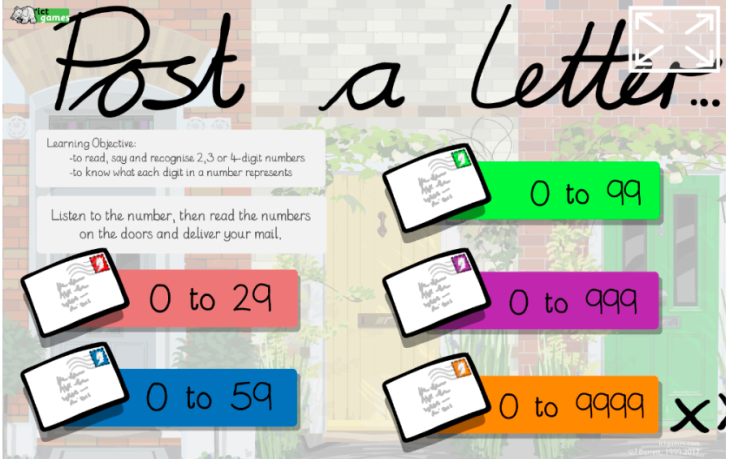 ict
games
Post a letter...
Learning Objective:
-to read, say and recognise 2,3 or 4-digit numbers
-to know what each digit in a number represents
Listen to the number, then read the numbers
on the doors and deliver your mail.
0 to 29
0 to 59
0 to 99
0 to 999
0 to 9999